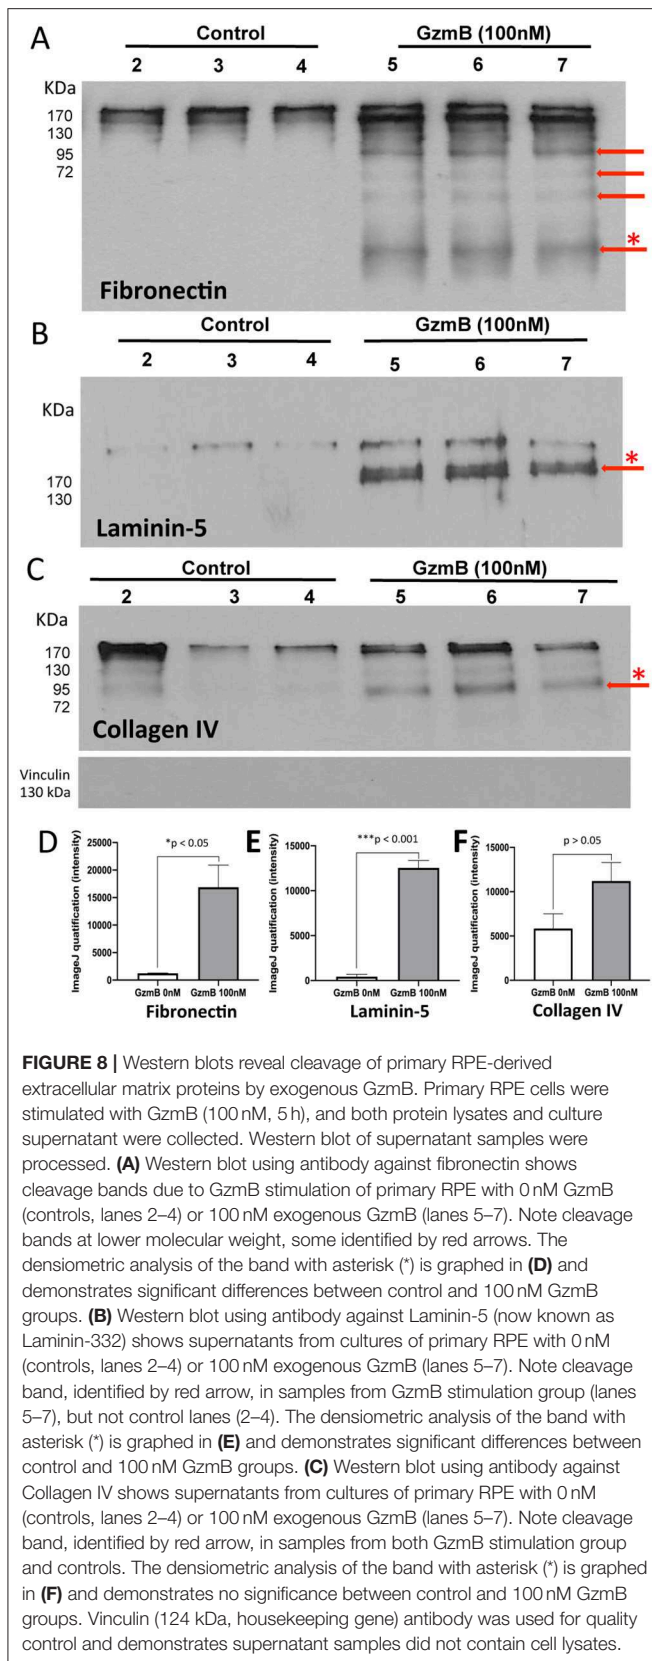 A
Control
GzmB (100nM)
2 3 4 5 6 7
KDa
170
130
95
72
*
Fibronectin
Control
GzmB (100nM)
B
2 3 4 5 6 7
KDa
*
170
130
Laminin-5
C
Control
GzmB (100nM)
2 3 4 5 6 7
KDa
170
130
95
72
*
Collagen IV
Vinculin
130 kDa
D
ImageJ quatification (intensity)
25000
20000
15000
10000
5000
0
*p < 0.05
GzmB 0nM GzmB 100nM
Fibronectin
E
ImageJ quatification (intensity)
15000
10000
5000
0
***p < 0.001
GzmB 0nM GzmB 100nM
Laminin-5
F
ImageJ quatification (intensity)
15000
10000
5000
0
p > 0.05
GzmB 0nM GzmB 100nM
Collagen IV
FIGURE 8 | Western blots reveal cleavage of primary RPE-derived
extracellular matrix proteins by exogenous GzmB. Primary RPE cells were
stimulated with GzmB (100 nM, 5 h), and both protein lysates and culture
supernatant were collected. Western blot of supernatant samples were
processed. (A) Western blot using antibody against fibronectin shows
cleavage bands due to GzmB stimulation of primary RPE with 0 nM GzmB
(controls, lanes 2–4) or 100 nM exogenous GzmB (lanes 5–7). Note cleavage
bands at lower molecular weight, some identified by red arrows. The
densiometric analysis of the band with asterisk (*) is graphed in (D) and
demonstrates significant differences between control and 100 nM GzmB
groups. (B) Western blot using antibody against Laminin-5 (now known as
Laminin-332) shows supernatants from cultures of primary RPE with 0 nM
(controls, lanes 2–4) or 100 nM exogenous GzmB (lanes 5–7). Note cleavage
band, identified by red arrow, in samples from GzmB stimulation group (lanes
5–7), but not control lanes (2–4). The densiometric analysis of the band with
asterisk (*) is graphed in (E) and demonstrates significant differences between
control and 100 nM GzmB groups. (C) Western blot using antibody against
Collagen IV shows supernatants from cultures of primary RPE with 0 nM
(controls, lanes 2–4) or 100 nM exogenous GzmB (lanes 5–7). Note cleavage
band, identified by red arrow, in samples from both GzmB stimulation group
and controls. The densiometric analysis of the band with asterisk (*) is graphed
in (F) and demonstrates no significance between control and 100 nM GzmB
groups. Vinculin (124 kDa, housekeeping gene) antibody was used for quality
control and demonstrates supernatant samples did not contain cell lysates.